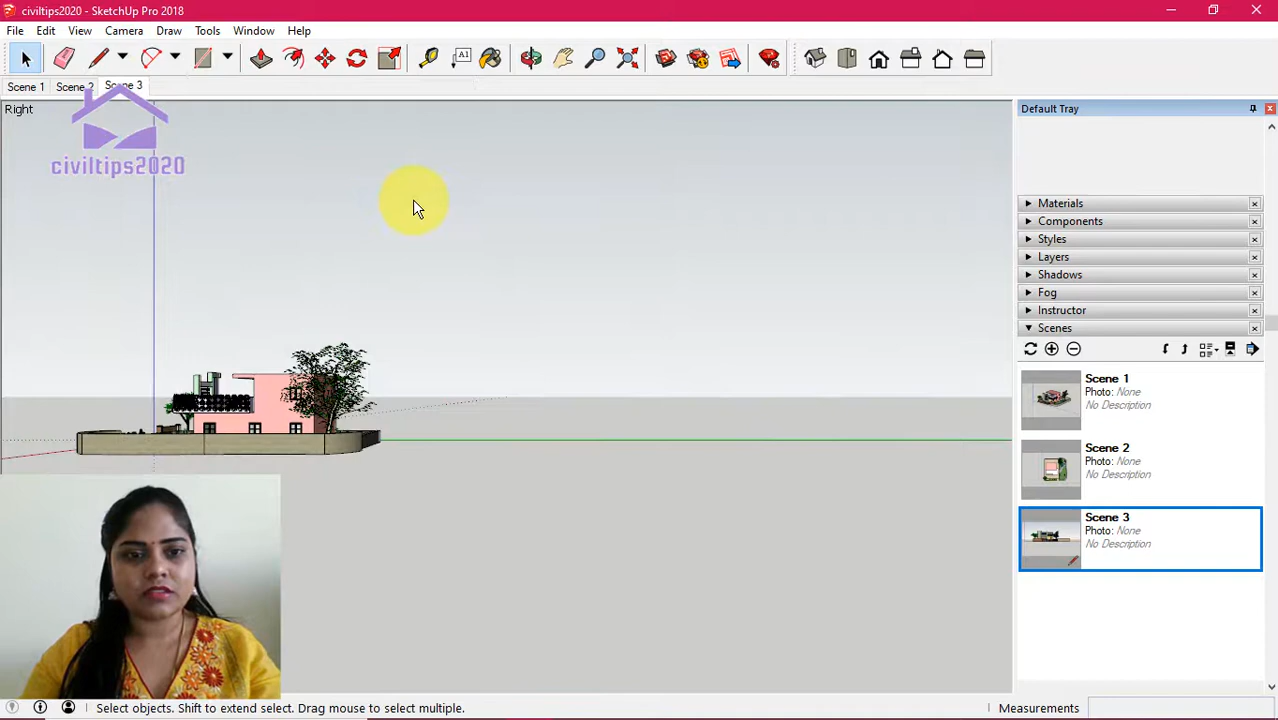 civiltips2020 - SketchUp Pro 2018
File Edit View Camera Draw Tools Window Help
A1
Scene 1 Scene 2 Scene 3
Right
civiltips2020
Default Tray
Materials
Components
Styles
Layers
Shadows
Fog
Instructor
Scenes
Scene 1
Photo: None
No Description
Scene 2
Photo: None
No Description
Scene 3
Photo: None
No Description
Select objects. Shift to extend select. Drag mouse to select multiple.
Measurements